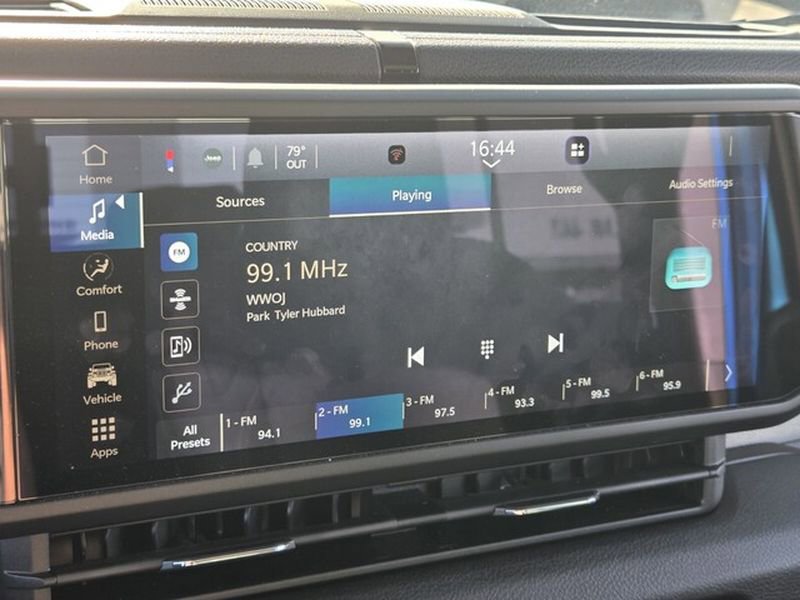 Home
Jeep
79°
OUT
16:44
Media
Sources
Playing
Browse
Audio Settings
FM
COUNTRY
99.1 MHz
WWOJ
Park Tyler Hubbard
FM
Comfort
Phone
Vehicle
Apps
All
Presets
1 - FM
94.1
2 - FM
99.1
3 - FM
97.5
4 - FM
93.3
5 - FM
99.5
6 - FM
95.9